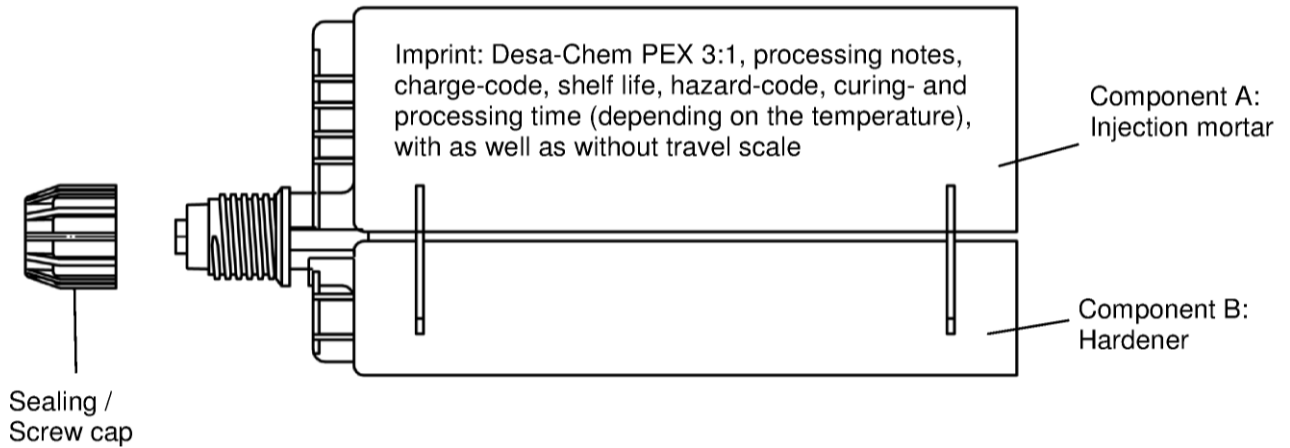 Imprint: Desa-Chem PEX 3:1, processing notes,
charge-code, shelf life, hazard-code, curing- and
processing time (depending on the temperature),
with as well as without travel scale
Component A:
Injection mortar
Component B:
Hardener
Sealing /
Screw cap